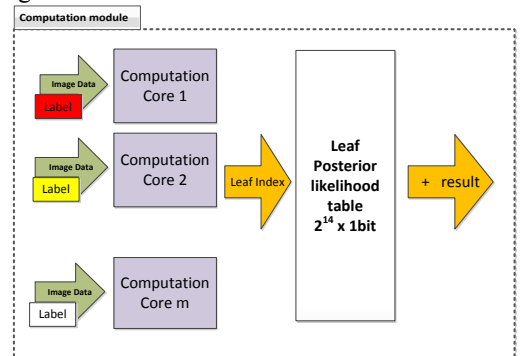 Computation module
Image Data
Label
Computation
Core 1
Image Data
Label
Computation
Core 2
Leaf Index
Leaf
Posterior
likelihood
table
2¹⁴ x 1bit
+ result
Image Data
Label
Computation
Core m